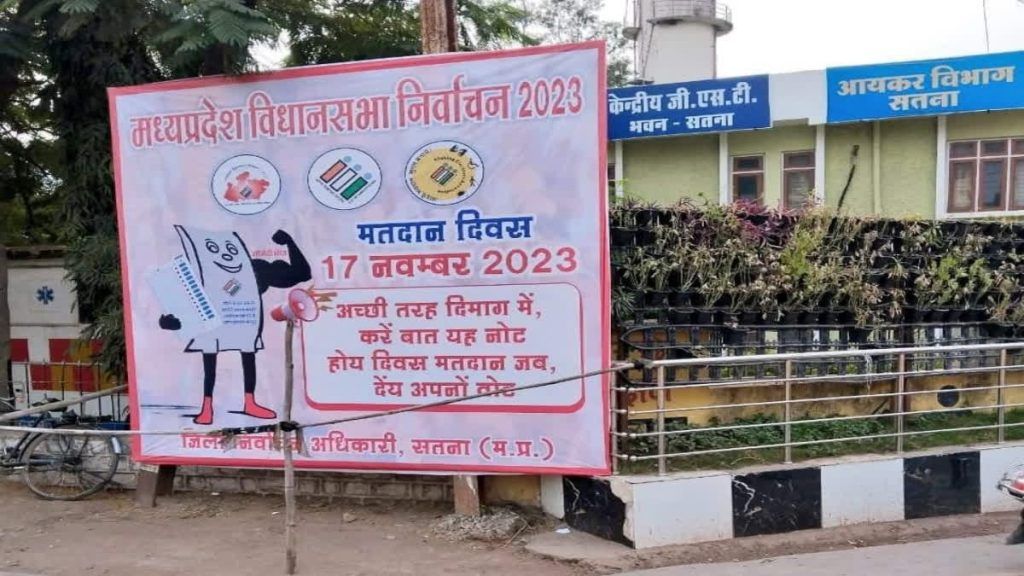 मध्यप्रदेश विधानसभा निर्वाचन 2023
मतदान दिवस
17 नवम्बर 2023
अच्छी तरह दिमाग में,
करें बात यह नोट
होय दिवस मतदान जब,
देंय अपनों वोट
जिला निर्वाचन अधिकारी, सतना (म.प्र.)
केन्द्रीय जी.एस.टी.
भवन - सतना
आयकर विभाग
सतना